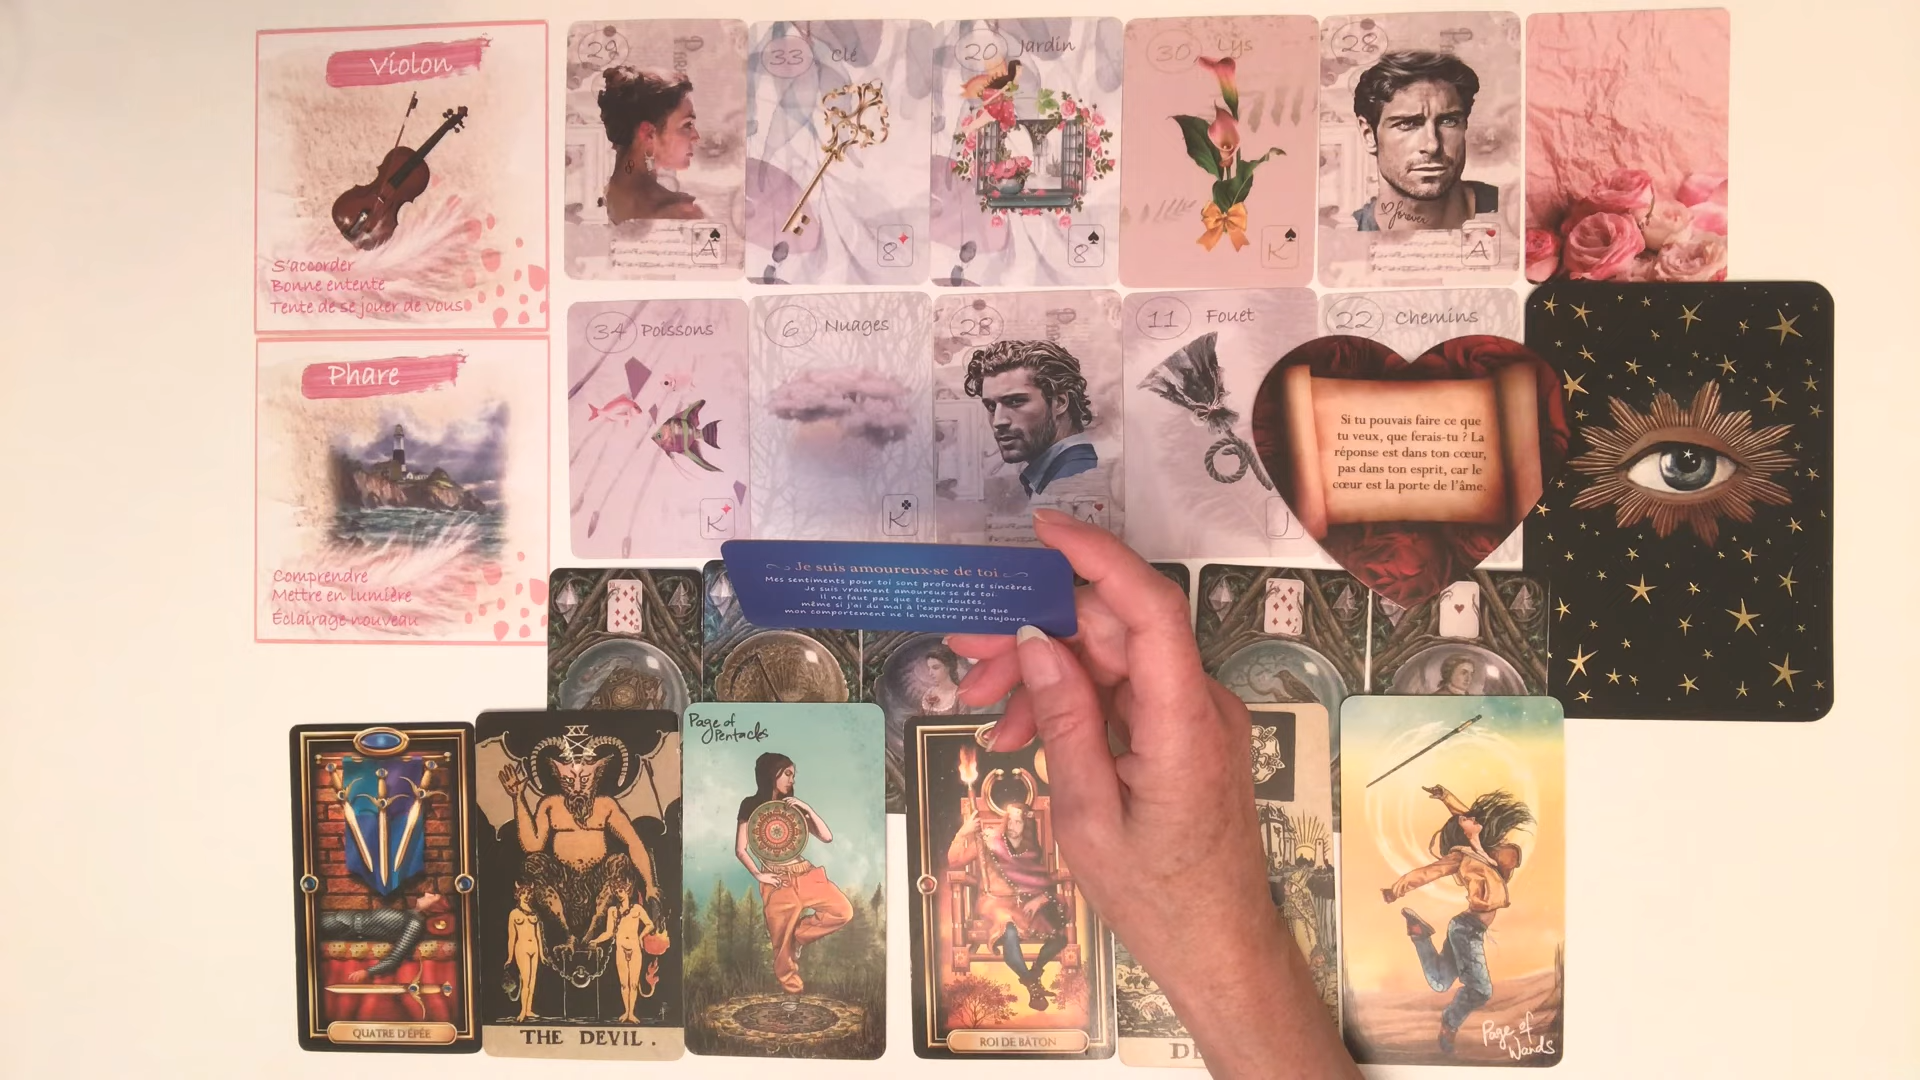 Violon
S'accorder
Bonne entente
Tente de se jouer de vous
29
A
33 Clé
8
20 Jardin
8
30 Lys
K
28
forever
A
Phare
Comprendre
Mettre en lumière
Éclairage nouveau
34 Poissons
K
6 Nuages
K
28
A
11 Fouet
J
22 Chemins
Si tu pouvais faire ce que
tu veux, que ferais-tu ? La
réponse est dans ton cœur,
pas dans ton esprit, car le
cœur est la porte de l'âme.
Je suis amoureux·se de toi
Mes sentiments pour toi sont profonds et sincères.
Je suis vraiment amoureux·se de toi.
Il ne faut pas que tu en doutes,
même si j'ai du mal à l'exprimer ou que
mon comportement ne le montre pas toujours.
QUATRE D'ÉPÉE
XV
THE DEVIL.
Page of
Pentacles
ROI DE BÂTON
DE
Page of
Wands